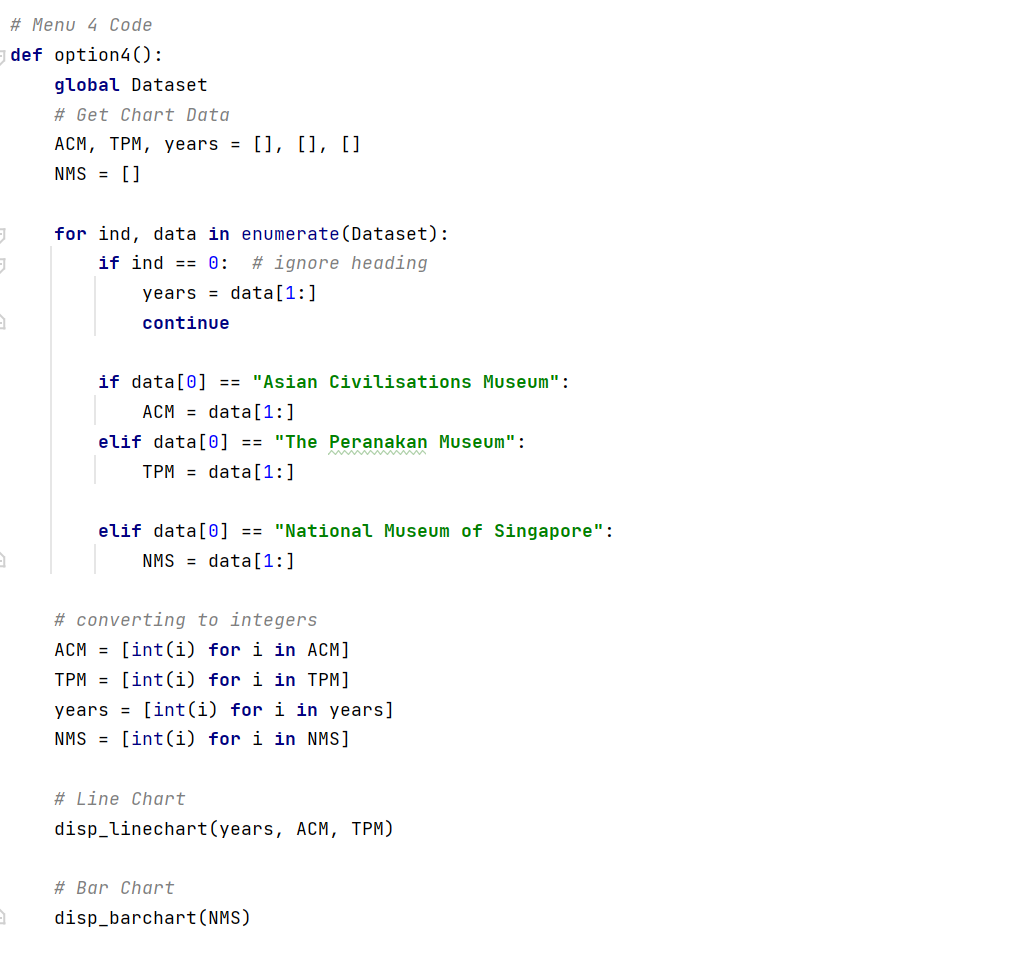 # Menu 4 Code
def option4():
    global Dataset
    # Get Chart Data
    ACM, TPM, years = [], [], []
    NMS = []

    for ind, data in enumerate(Dataset):
        if ind == 0:  # ignore heading
            years = data[1:]
            continue

        if data[0] == "Asian Civilisations Museum":
            ACM = data[1:]
        elif data[0] == "The Peranakan Museum":
            TPM = data[1:]

        elif data[0] == "National Museum of Singapore":
            NMS = data[1:]

    # converting to integers
    ACM = [int(i) for i in ACM]
    TPM = [int(i) for i in TPM]
    years = [int(i) for i in years]
    NMS = [int(i) for i in NMS]

    # Line Chart
    disp_linechart(years, ACM, TPM)

    # Bar Chart
    disp_barchart(NMS)